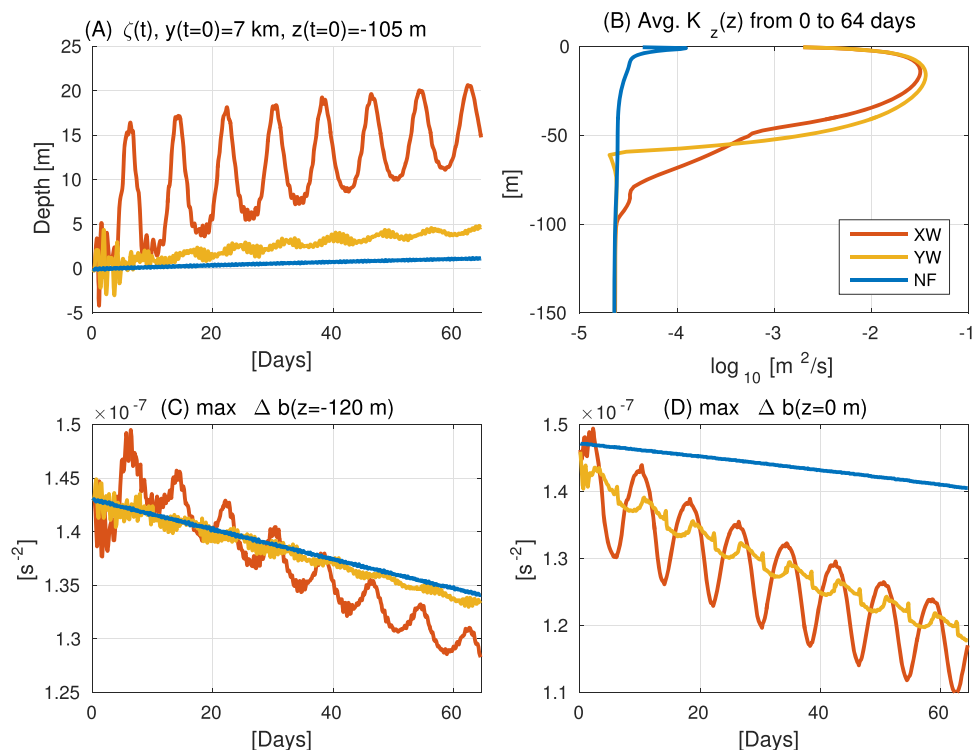 (A) ζ(t), y(t=0)=7 km, z(t=0)=-105 m
25
20
15
10
5
0
-5
Depth [m]
0 20 40 60
[Days]
(B) Avg. K z(z) from 0 to 64 days
0
-50
-100
-150
[m]
XW
YW
NF
-5 -4 -3 -2 -1
log10 [m2/s]
×10-7
(C) max Δ b(z=-120 m)
1.5
1.45
1.4
1.35
1.3
1.25
[s-2]
0 20 40 60
[Days]
×10-7
(D) max Δ b(z=0 m)
1.5
1.4
1.3
1.2
1.1
[s-2]
0 20 40 60
[Days]